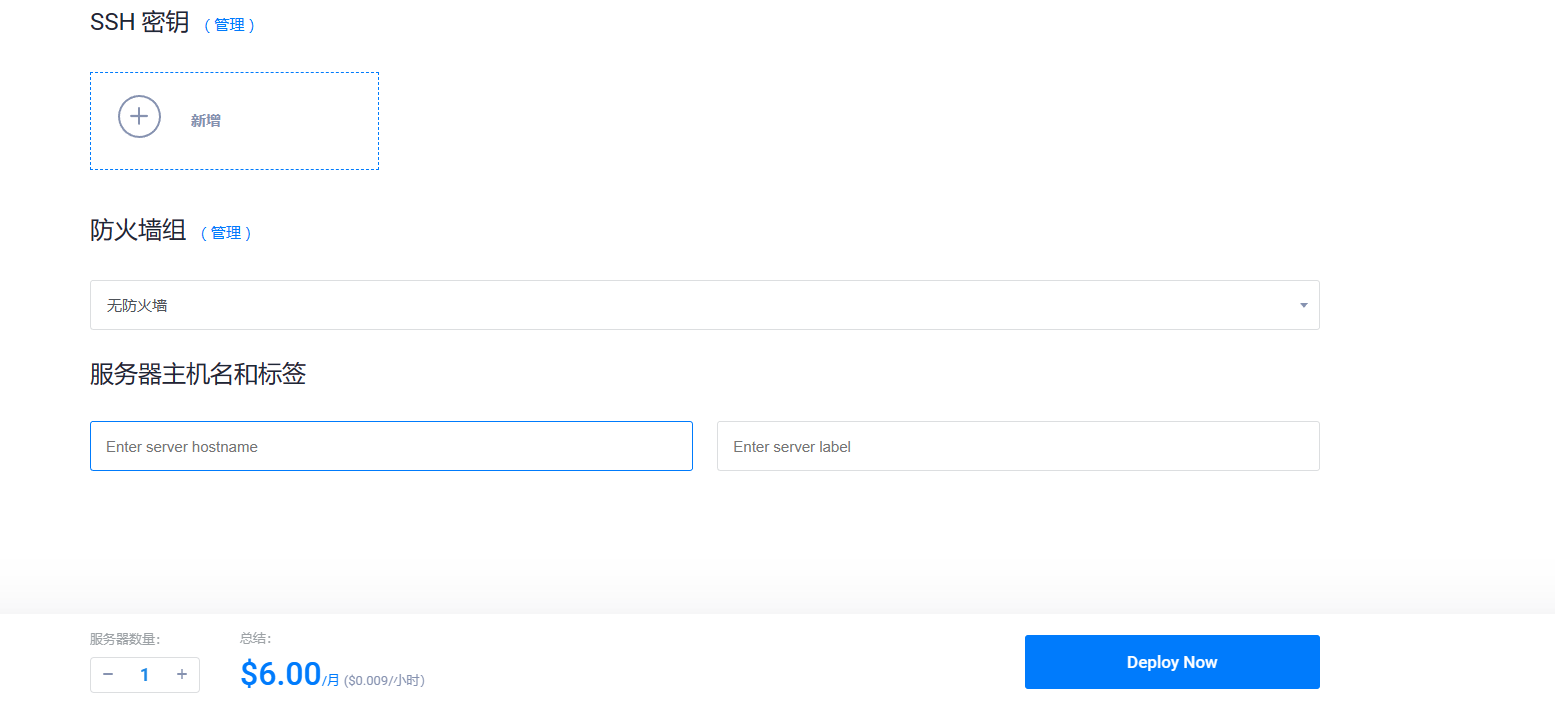 SSH 密钥 ( 管理 )
新增
防火墙组 ( 管理 )
无防火墙
服务器主机名和标签
Enter server hostname Enter server label
服务器数量: 总结:
− 1 + $6.00/月 ($0.009/小时) Deploy Now